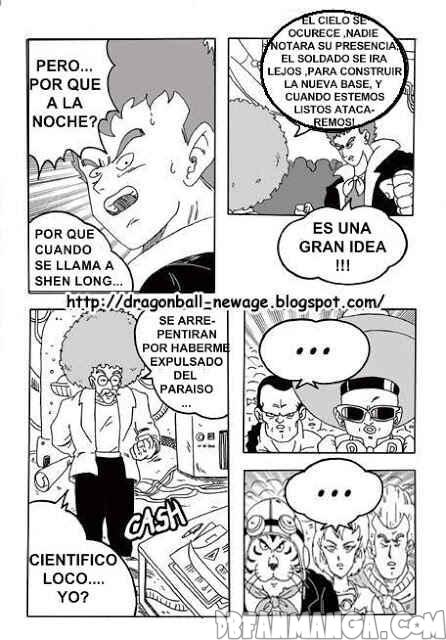 PERO...
POR QUE
A LA
NOCHE?
EL CIELO SE
OCURECE ,NADIE
NOTARA SU PRESENCIA.
EL SOLDADO SE IRA
LEJOS ,PARA CONSTRUIR
LA NUEVA BASE, Y
CUANDO ESTEMOS
LISTOS ATACA-
REMOS!
POR QUE
CUANDO
SE LLAMA A
SHEN LONG...
ES UNA
GRAN IDEA
!!!
http://dragonball-newage.blogspot.com/
SE ARRE-
PENTIRAN
POR HABERME
EXPULSADO
DEL
PARAISO
...
...
CASH
CIENTIFICO
LOCO....
YO?
...
DBFANMANGA.COM